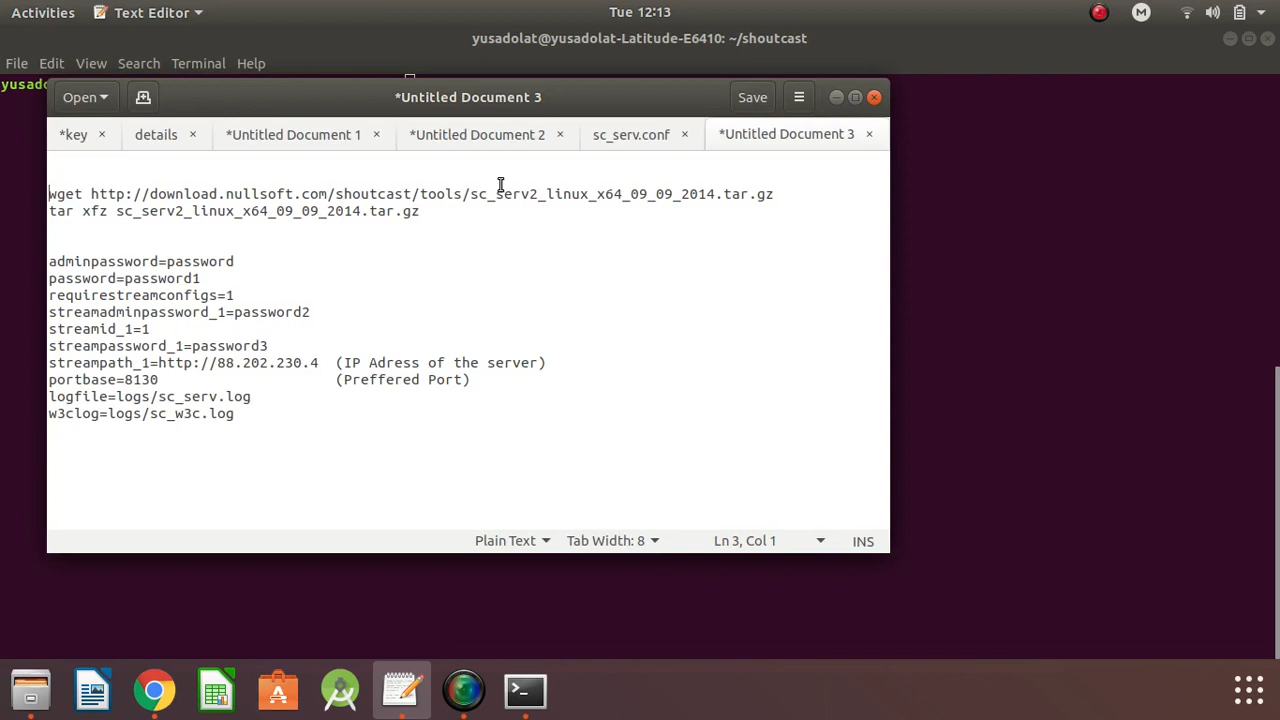 Activities Text Editor Tue 12:13 M
yusadolat@yusadolat-Latitude-E6410: ~/shoutcast
File Edit View Search Terminal Help
yusado
Open *Untitled Document 3 Save
*key × details × *Untitled Document 1 × *Untitled Document 2 × sc_serv.conf × *Untitled Document 3 ×
wget http://download.nullsoft.com/shoutcast/tools/sc_serv2_linux_x64_09_09_2014.tar.gz
tar xfz sc_serv2_linux_x64_09_09_2014.tar.gz
adminpassword=password
password=password1
requirestreamconfigs=1
streamadminpassword_1=password2
streamid_1=1
streampassword_1=password3
streampath_1=http://88.202.230.4 (IP Adress of the server)
portbase=8130 (Preffered Port)
logfile=logs/sc_serv.log
w3clog=logs/sc_w3c.log
Plain Text Tab Width: 8 Ln 3, Col 1 INS